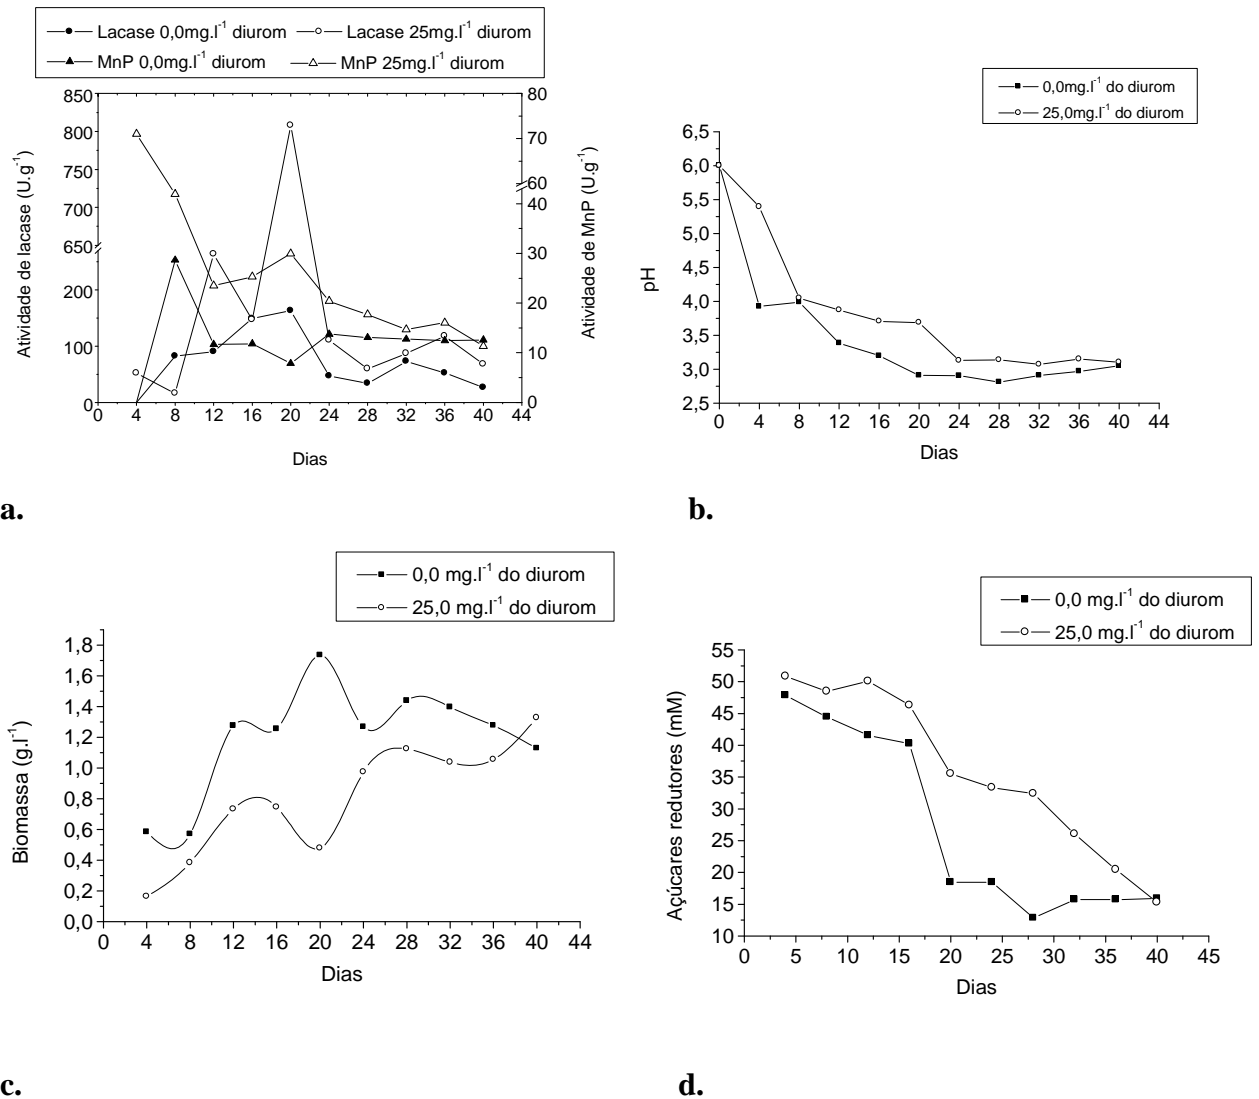 Lacase 0,0mg.l-1 diurom Lacase 25mg.l-1 diurom
MnP 0,0mg.l-1 diurom MnP 25mg.l-1 diurom
Atividade de lacase (U.g-1)
850
800
750
700
650
200
100
0
80
70
60
40
30
20
10
0
Atividade de MnP (U.g-1)
0 4 8 12 16 20 24 28 32 36 40 44
Dias
a.
0,0mg.l-1 do diurom
25,0mg.l-1 do diurom
pH
6,5
6,0
5,5
5,0
4,5
4,0
3,5
3,0
2,5
0 4 8 12 16 20 24 28 32 36 40 44
Dias
b.
0,0 mg.l-1 do diurom
25,0 mg.l-1 do diurom
Biomassa (g.l-1)
1,8
1,6
1,4
1,2
1,0
0,8
0,6
0,4
0,2
0,0
0 4 8 12 16 20 24 28 32 36 40 44
Dias
c.
0,0 mg.l-1 do diurom
25,0 mg.l-1 do diurom
Açúcares redutores (mM)
55
50
45
40
35
30
25
20
15
10
0 5 10 15 20 25 30 35 40 45
Dias
d.